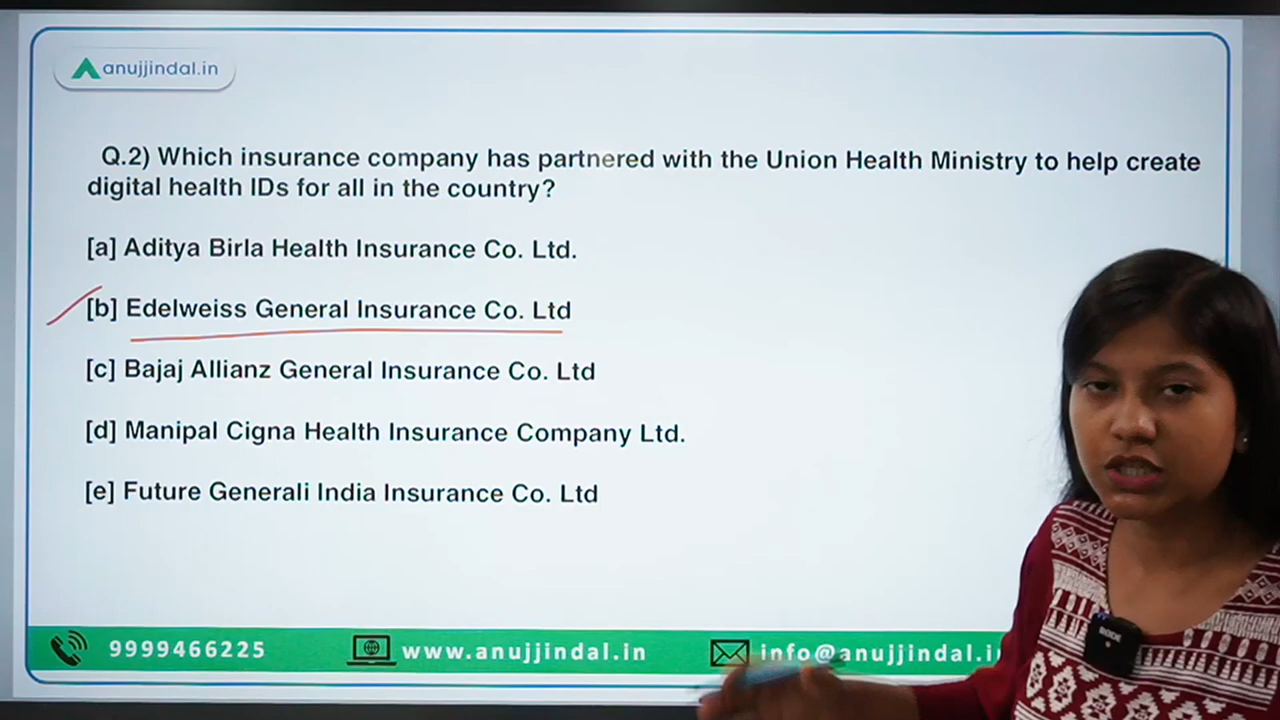 anujjindal.in
Q.2) Which insurance company has partnered with the Union Health Ministry to help create
digital health IDs for all in the country?
[a] Aditya Birla Health Insurance Co. Ltd.
[b] Edelweiss General Insurance Co. Ltd
[c] Bajaj Allianz General Insurance Co. Ltd
[d] Manipal Cigna Health Insurance Company Ltd.
[e] Future Generali India Insurance Co. Ltd
9999466225 www.anujjindal.in info@anujjindal.i